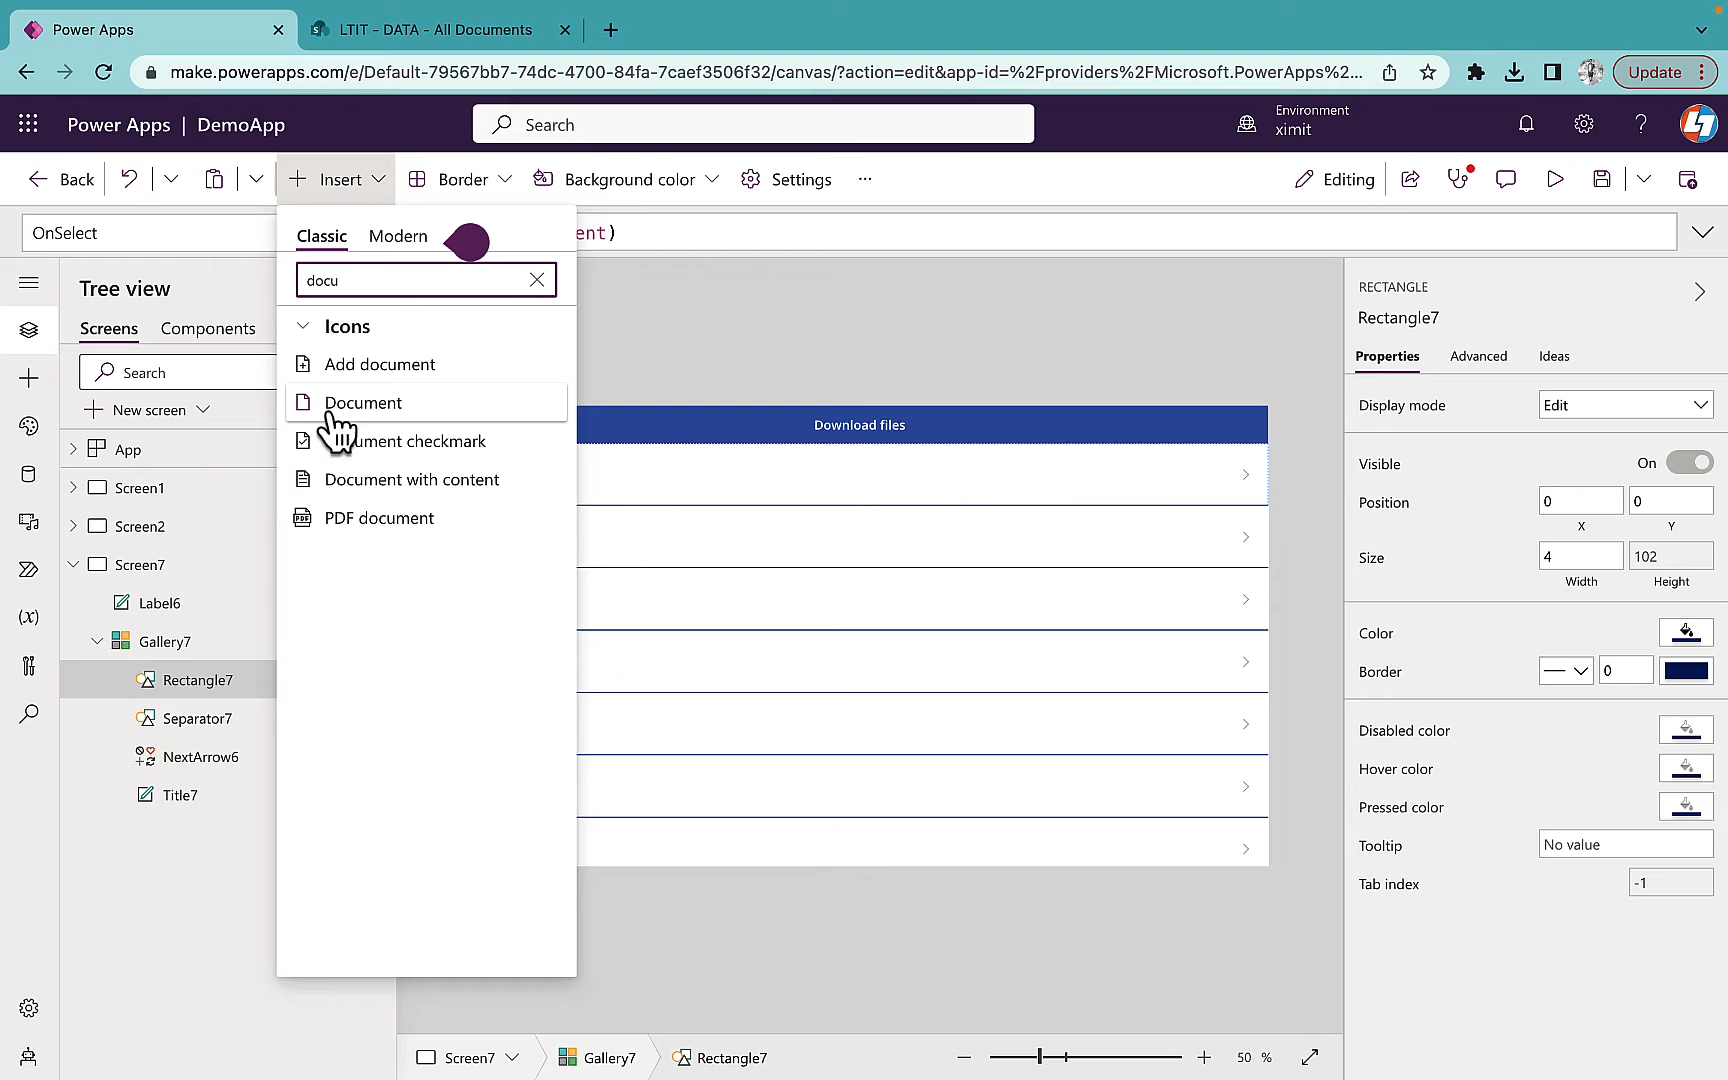 Power Apps
LTIT - DATA - All Documents
make.powerapps.com/e/Default-79567bb7-74dc-4700-84fa-7caef3506f32/canvas/?action=edit&app-id=%2Fproviders%2FMicrosoft.PowerApps%2...
Update
Power Apps | DemoApp
Search
Environment
ximit
Back
Insert
Border
Background color
Settings
Editing
OnSelect
ent)
Classic
Modern
docu
Icons
Add document
Document
ument checkmark
Document with content
PDF document
PDF
Tree view
Screens
Components
Search
New screen
App
Screen1
Screen2
Screen7
Label6
Gallery7
Rectangle7
Separator7
NextArrow6
Title7
(x)
Download files
RECTANGLE
Rectangle7
Properties
Advanced
Ideas
Display mode
Edit
Visible
On
Position
0
0
X
Y
Size
4
102
Width
Height
Color
Border
0
Disabled color
Hover color
Pressed color
Tooltip
No value
Tab index
-1
Screen7
Gallery7
Rectangle7
50 %